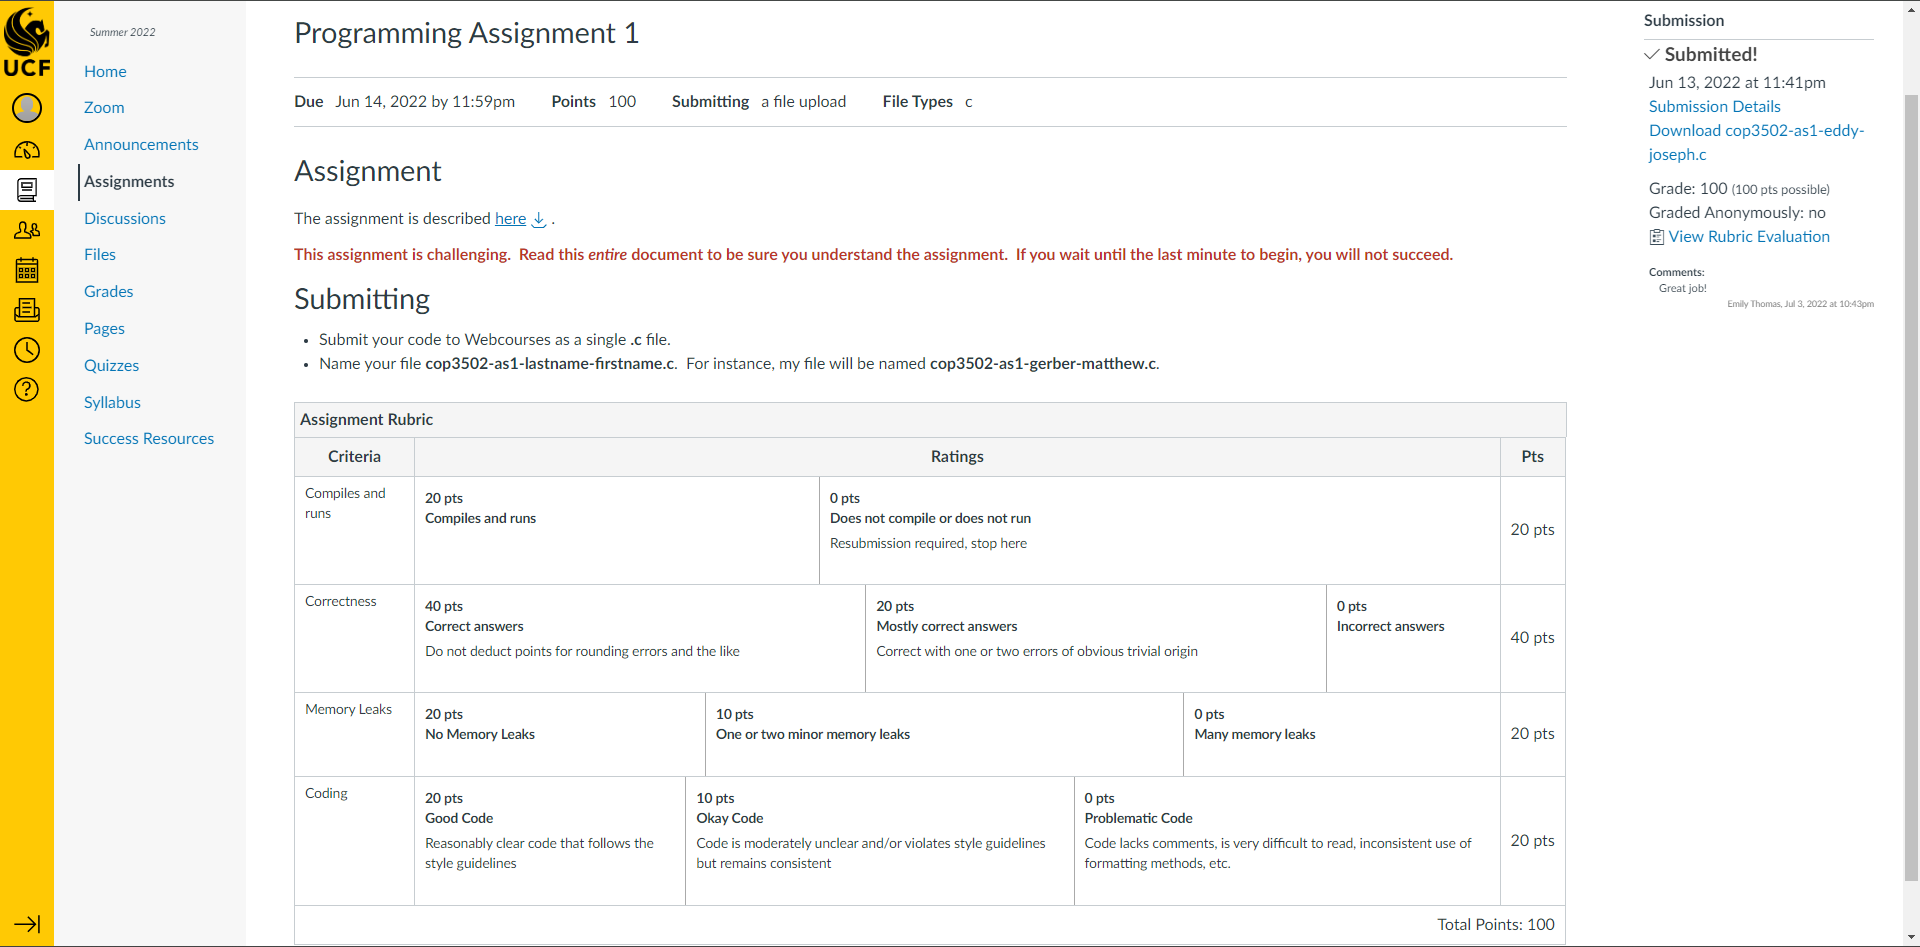 UCF
Summer 2022
Home
Zoom
Announcements
Assignments
Discussions
Files
Grades
Pages
Quizzes
Syllabus
Success Resources
Programming Assignment 1
Due Jun 14, 2022 by 11:59pm Points 100 Submitting a file upload File Types c
Assignment
The assignment is described here .
This assignment is challenging. Read this entire document to be sure you understand the assignment. If you wait until the last minute to begin, you will not succeed.
Submitting
• Submit your code to Webcourses as a single .c file.
• Name your file cop3502-as1-lastname-firstname.c. For instance, my file will be named cop3502-as1-gerber-matthew.c.
Assignment Rubric
Criteria Ratings Pts
Compiles and
runs
20 pts
Compiles and runs
0 pts
Does not compile or does not run
Resubmission required, stop here
20 pts
Correctness
40 pts
Correct answers
Do not deduct points for rounding errors and the like
20 pts
Mostly correct answers
Correct with one or two errors of obvious trivial origin
0 pts
Incorrect answers
40 pts
Memory Leaks
20 pts
No Memory Leaks
10 pts
One or two minor memory leaks
0 pts
Many memory leaks
20 pts
Coding
20 pts
Good Code
Reasonably clear code that follows the
style guidelines
10 pts
Okay Code
Code is moderately unclear and/or violates style guidelines
but remains consistent
0 pts
Problematic Code
Code lacks comments, is very difficult to read, inconsistent use of
formatting methods, etc.
20 pts
Total Points: 100
Submission
Submitted!
Jun 13, 2022 at 11:41pm
Submission Details
Download cop3502-as1-eddy-
joseph.c
Grade: 100 (100 pts possible)
Graded Anonymously: no
View Rubric Evaluation
Comments:
Great job!
Emily Thomas, Jul 3, 2022 at 10:43pm